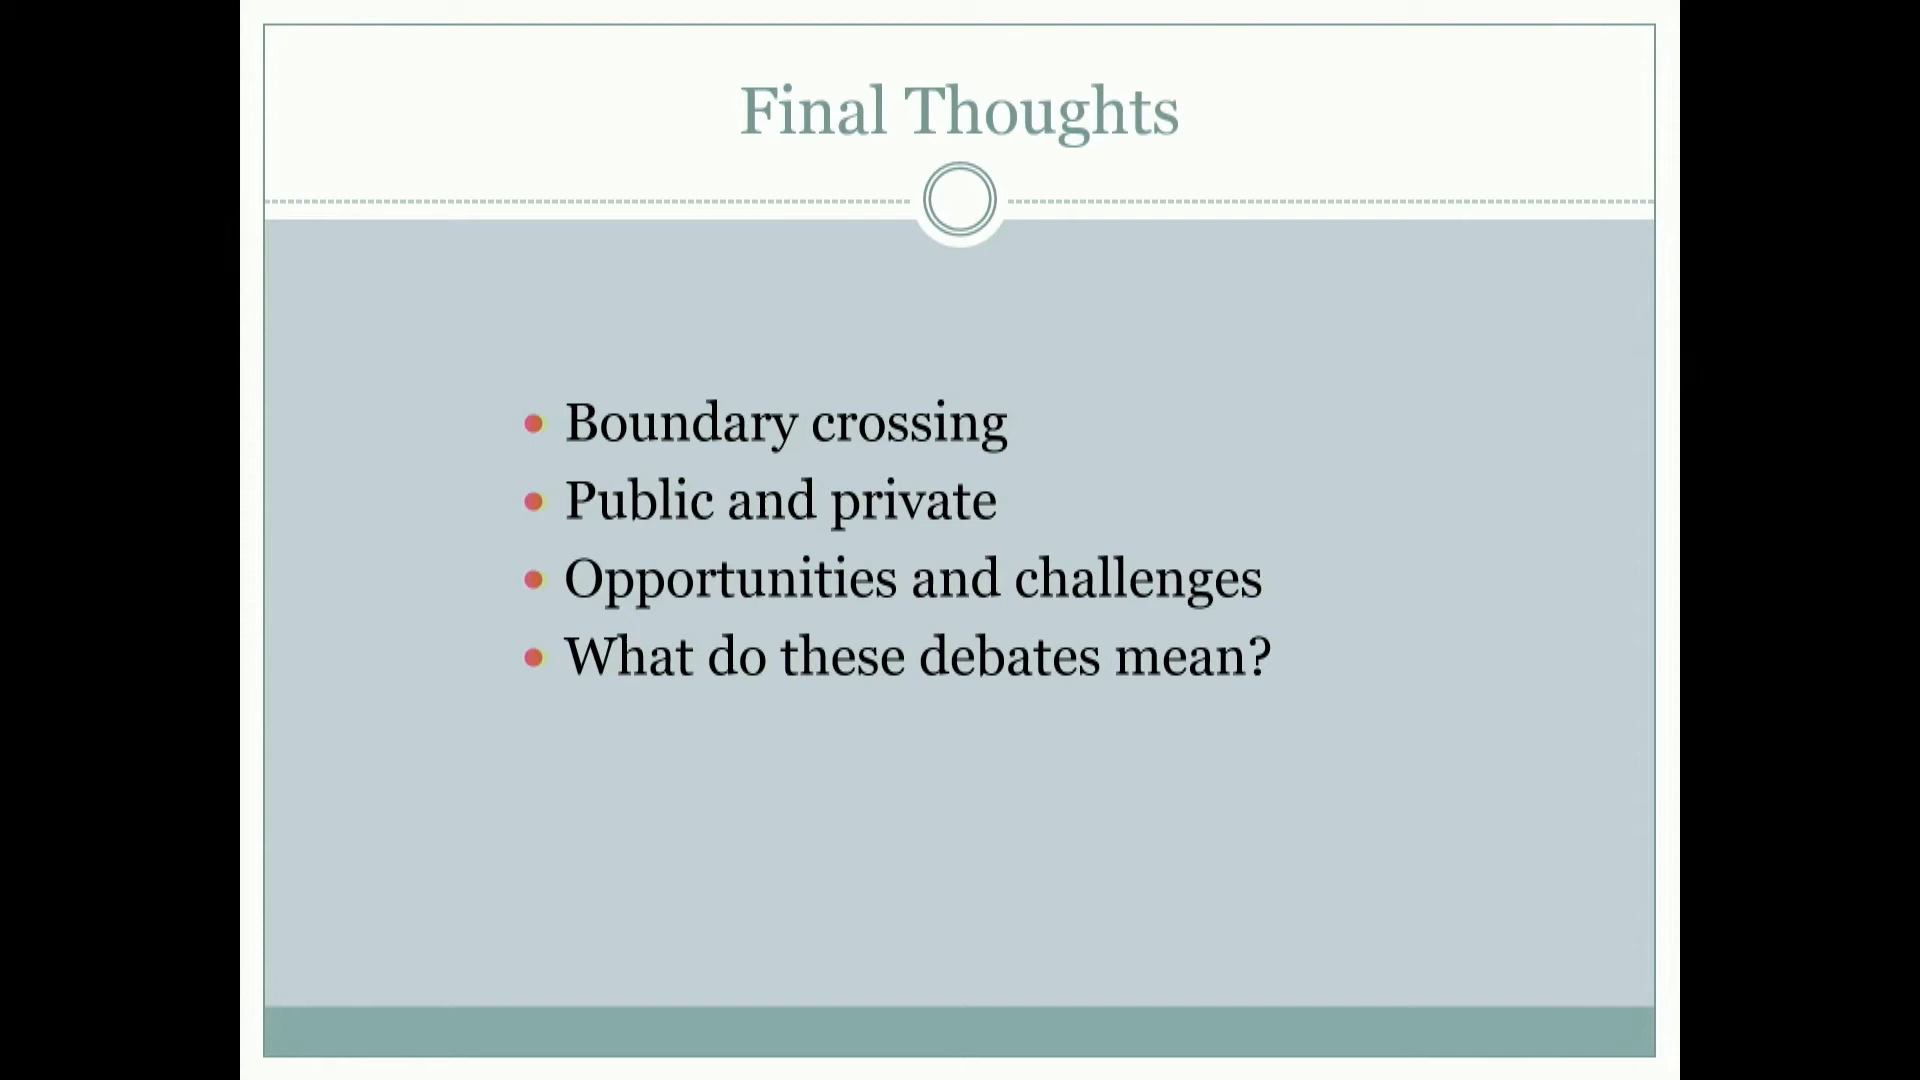 Final Thoughts
Boundary crossing
Public and private
Opportunities and challenges
What do these debates mean?